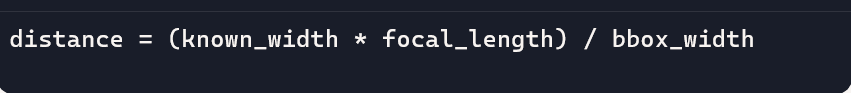 distance = (known_width * focal_length) / bbox_width